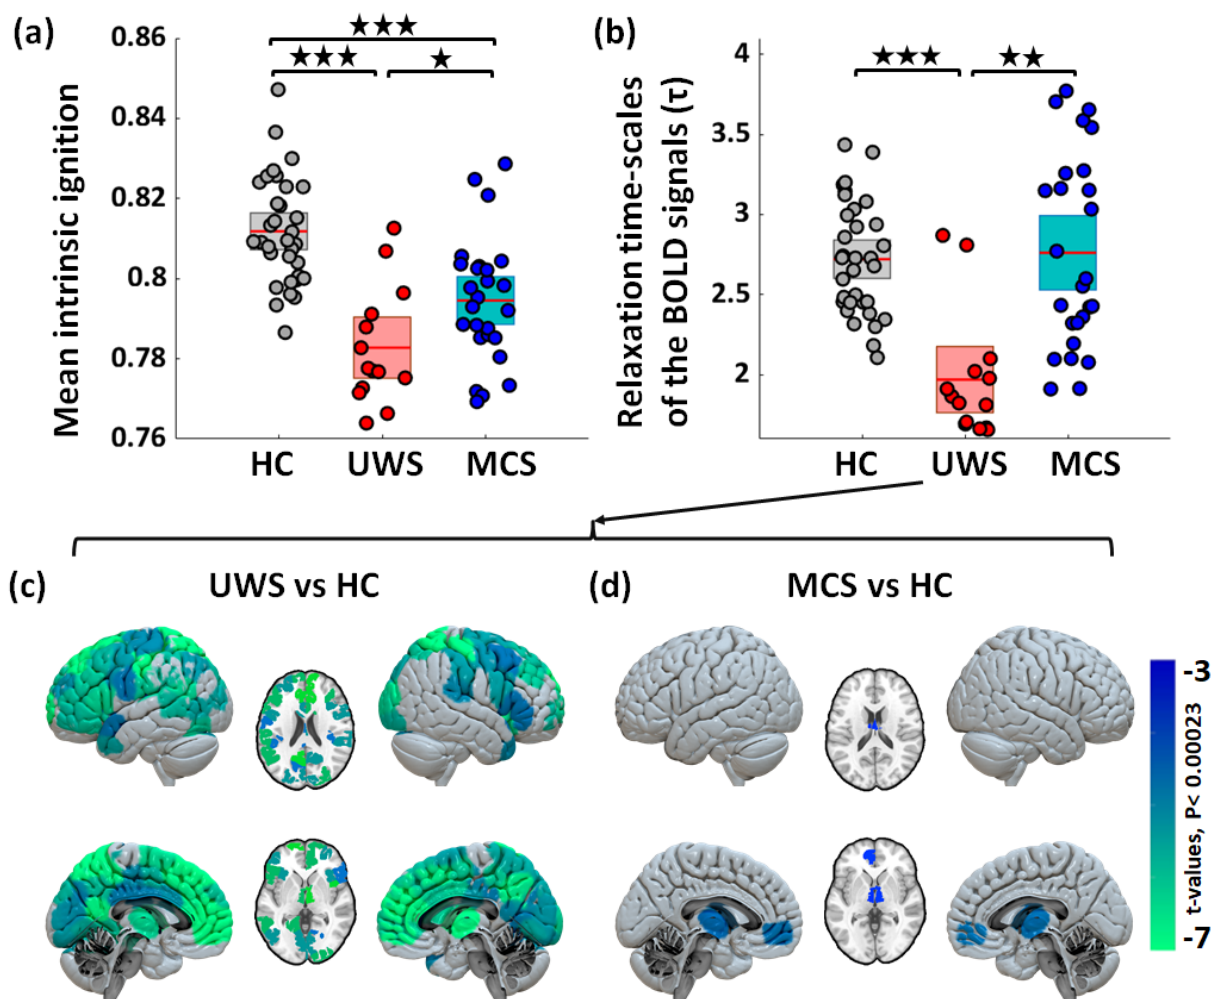 (a)
Mean intrinsic ignition
0.86
0.84
0.82
0.8
0.78
0.76
★★★
★★★
★
HC UWS MCS
(b)
Relaxation time-scales
of the BOLD signals (τ)
4
3.5
3
2.5
2
★★★
★★
HC UWS MCS
(c)
UWS vs HC
(d)
MCS vs HC
-3
t-values, P< 0.00023
-7